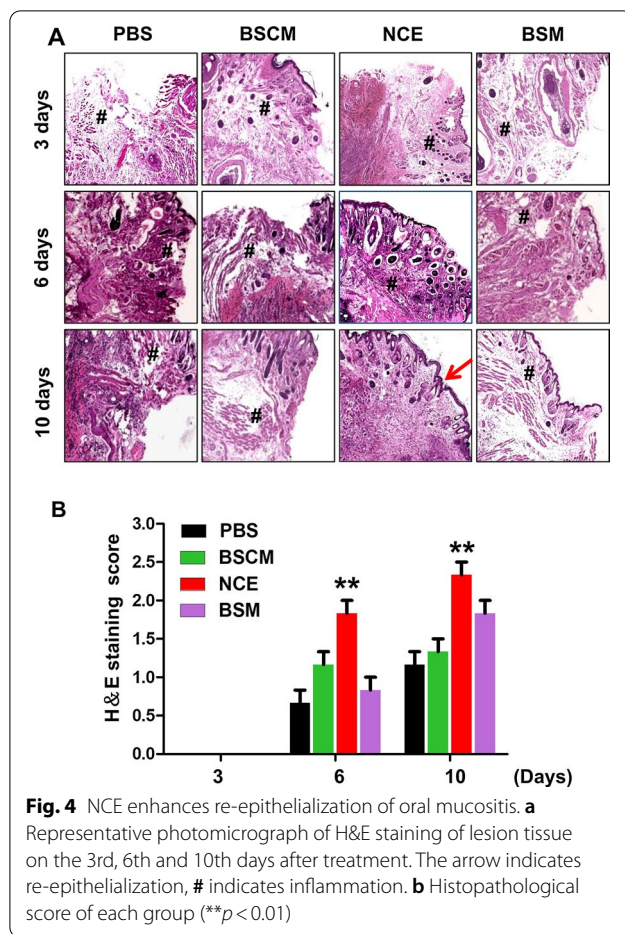 A
PBS BSCM NCE BSM
3 days
# # # #
6 days
# # # #
10 days
# # #
B
H&E staining score
3.0
2.5
2.0
1.5
1.0
0.5
0.0
PBS
BSCM
NCE
BSM
** **
3 6 10 (Days)
Fig. 4 NCE enhances re-epithelialization of oral mucositis. a
Representative photomicrograph of H&E staining of lesion tissue
on the 3rd, 6th and 10th days after treatment. The arrow indicates
re-epithelialization, # indicates inflammation. b Histopathological
score of each group (**p < 0.01)